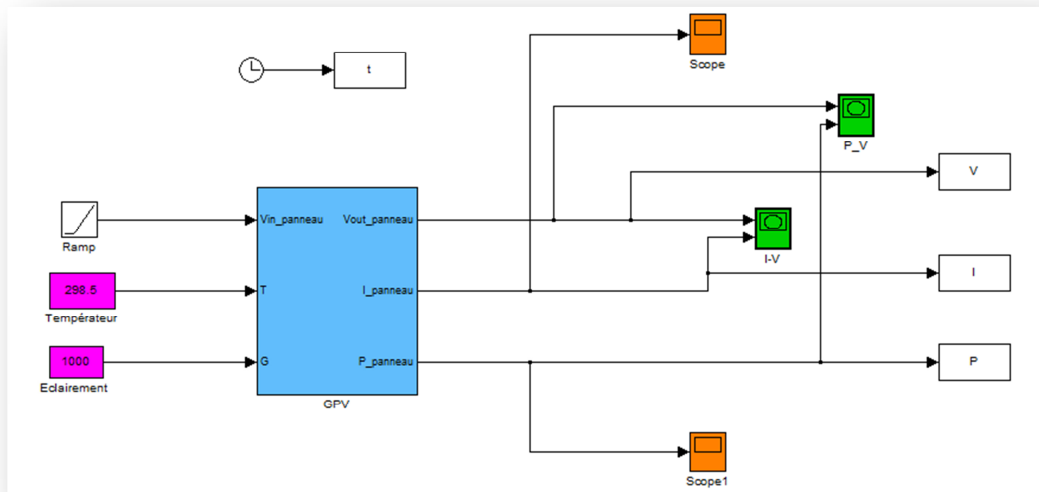 Scope
t
P_V
V
Ramp
Vin_panneau
Vout_panneau
I-V
298.5
Températeur
T
I_panneau
I
1000
Eclairement
G
P_panneau
P
GPV
Scope1